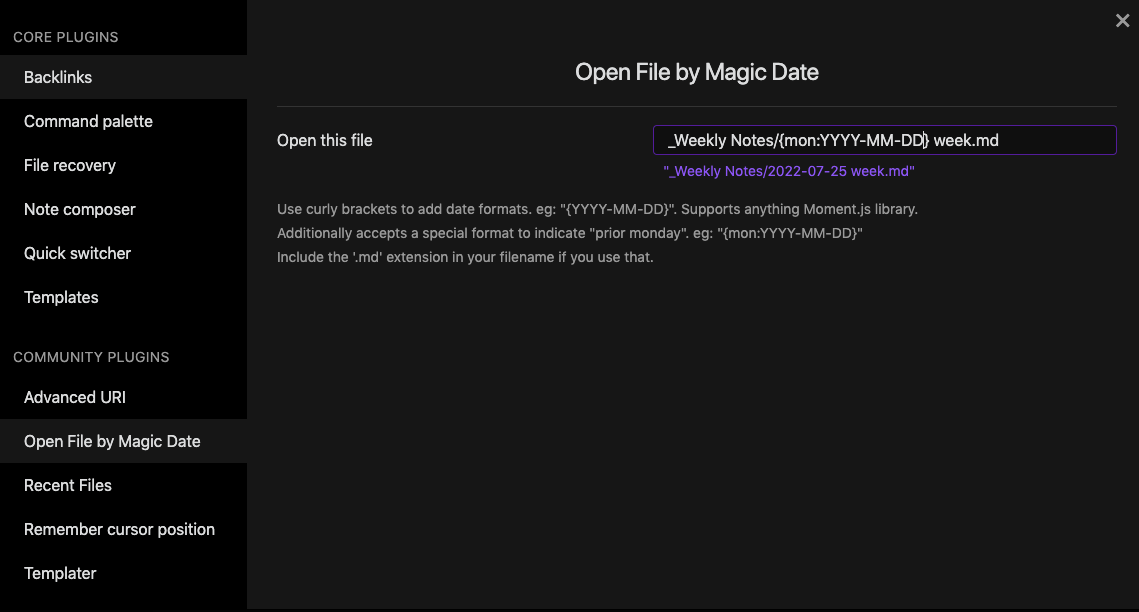 CORE PLUGINS
Backlinks
Command palette
File recovery
Note composer
Quick switcher
Templates
COMMUNITY PLUGINS
Advanced URI
Open File by Magic Date
Recent Files
Remember cursor position
Templater
Open File by Magic Date
Open this file
_Weekly Notes/{mon:YYYY-MM-DD} week.md
"_Weekly Notes/2022-07-25 week.md"
Use curly brackets to add date formats. eg: "{YYYY-MM-DD}". Supports anything Moment.js library.
Additionally accepts a special format to indicate "prior monday". eg: "{mon:YYYY-MM-DD}"
Include the '.md' extension in your filename if you use that.